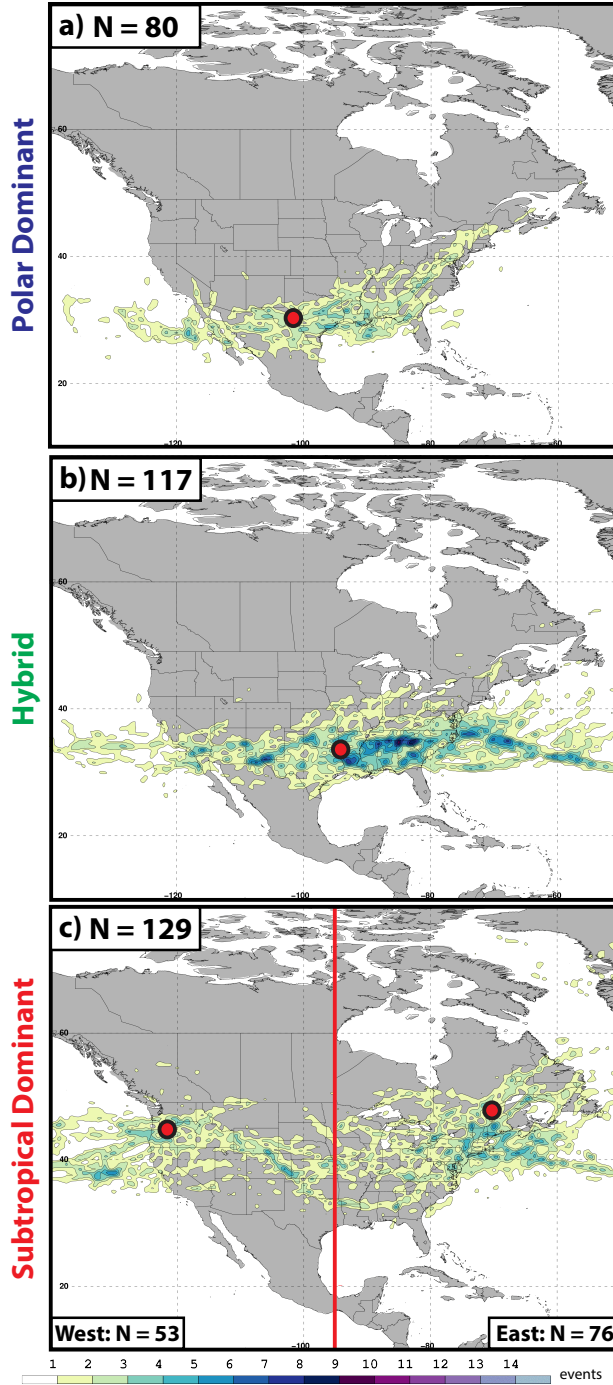 a) N = 80
Polar Dominant
60
40
20
-120
-100
-80
-60
b) N = 117
Hybrid
60
40
20
-120
-100
-80
-60
c) N = 129
Subtropical Dominant
60
40
20
West: N = 53
-100
-80
East: N = 76
1 2 3 4 5 6 7 8 9 10 11 12 13 14 events